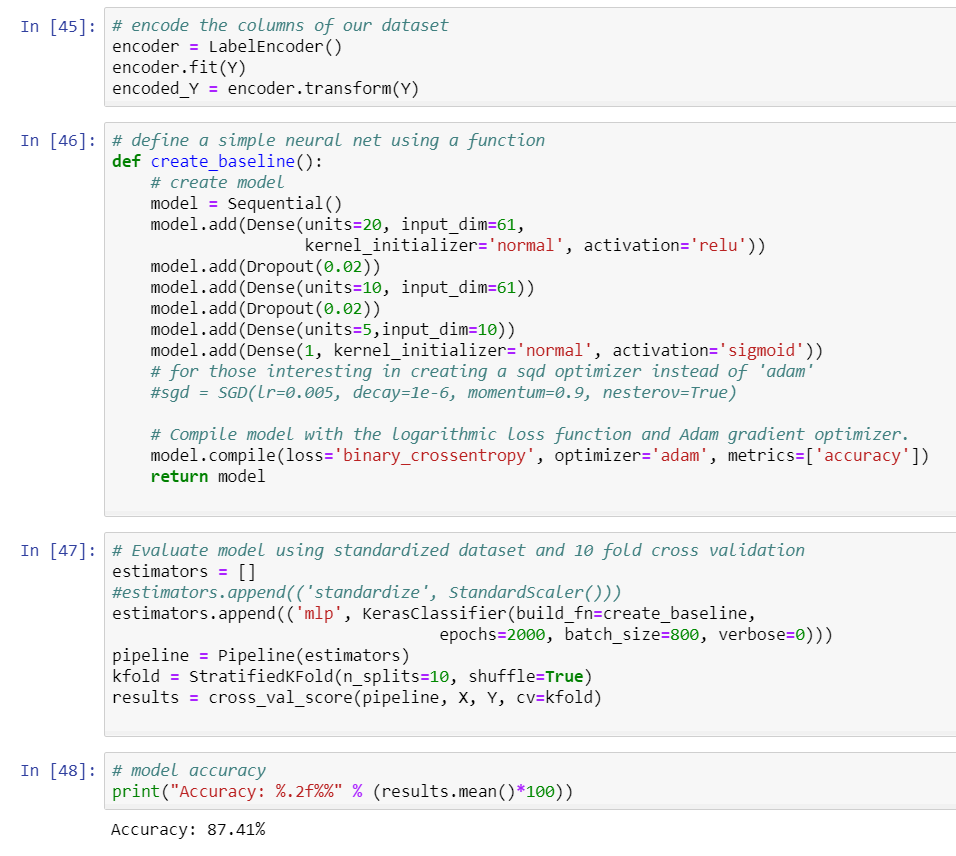 In [45]: # encode the columns of our dataset
encoder = LabelEncoder()
encoder.fit(Y)
encoded_Y = encoder.transform(Y)
In [46]: # define a simple neural net using a function
def create_baseline():
    # create model
    model = Sequential()
    model.add(Dense(units=20, input_dim=61,
                    kernel_initializer='normal', activation='relu'))
    model.add(Dropout(0.02))
    model.add(Dense(units=10, input_dim=61))
    model.add(Dropout(0.02))
    model.add(Dense(units=5,input_dim=10))
    model.add(Dense(1, kernel_initializer='normal', activation='sigmoid'))
    # for those interesting in creating a sqd optimizer instead of 'adam'
    #sgd = SGD(lr=0.005, decay=1e-6, momentum=0.9, nesterov=True)
    # Compile model with the logarithmic loss function and Adam gradient optimizer.
    model.compile(loss='binary_crossentropy', optimizer='adam', metrics=['accuracy'])
    return model
In [47]: # Evaluate model using standardized dataset and 10 fold cross validation
estimators = []
#estimators.append(('standardize', StandardScaler()))
estimators.append(('mlp', KerasClassifier(build_fn=create_baseline,
                                  epochs=2000, batch_size=800, verbose=0)))
pipeline = Pipeline(estimators)
kfold = StratifiedKFold(n_splits=10, shuffle=True)
results = cross_val_score(pipeline, X, Y, cv=kfold)
In [48]: # model accuracy
print("Accuracy: %.2f%%" % (results.mean()*100))
Accuracy: 87.41%